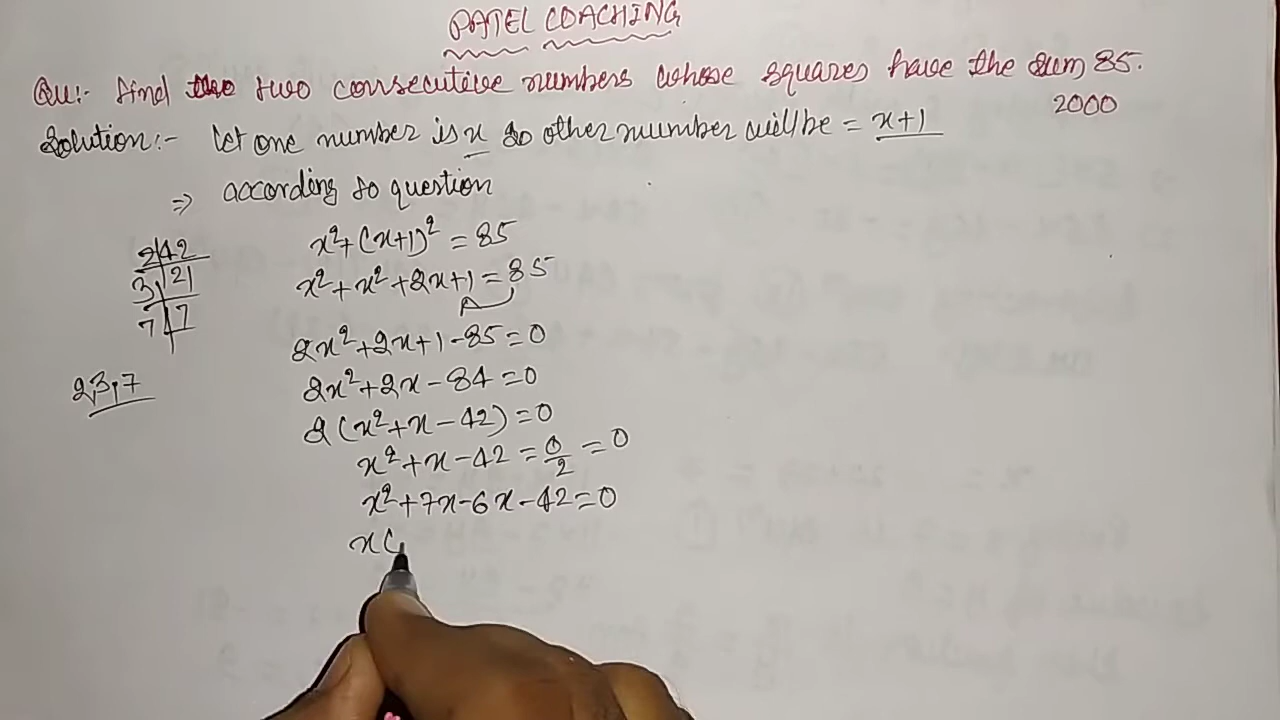 PATEL COACHING
Qu:- find two consecutive numbers whose squares have the sum 85.
2000
Solution:- let one number is x so other number will be = x+1
⇒ according to question
x²+(x+1)² = 85
x²+x²+2x+1=85
2x²+2x+1-85=0
2x²+2x-84=0
2(x²+x-42)=0
x²+x-42=0/2=0
x²+7x-6x-42=0
x(
2|42
3|21
7|7
2,3,7